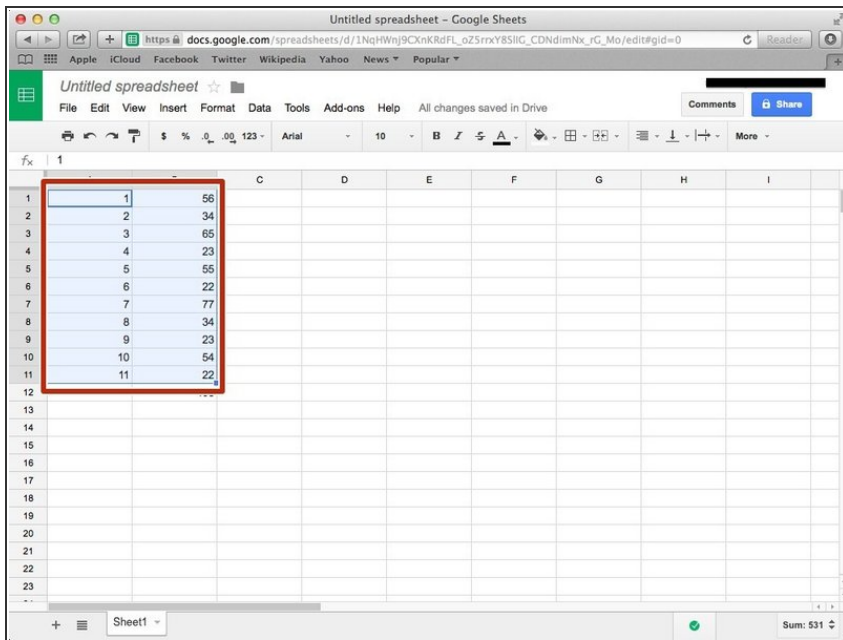 Untitled spreadsheet – Google Sheets
https docs.google.com/spreadsheets/d/1NqHWnj9CXnKRdFL_oZ5rrxY8SlIG_CDNdimNx_rG_Mo/edit#gid=0 Reader
Apple iCloud Facebook Twitter Wikipedia Yahoo News Popular
Untitled spreadsheet
File Edit View Insert Format Data Tools Add-ons Help All changes saved in Drive Comments Share
$ % .0 .00 123 Arial 10 B I S A More
fx 1
C D E F G H I
1 1 56
2 2 34
3 3 65
4 4 23
5 5 55
6 6 22
7 7 77
8 8 34
9 9 23
10 10 54
11 11 22
12
13
14
15
16
17
18
19
20
21
22
23
Sheet1 Sum: 531